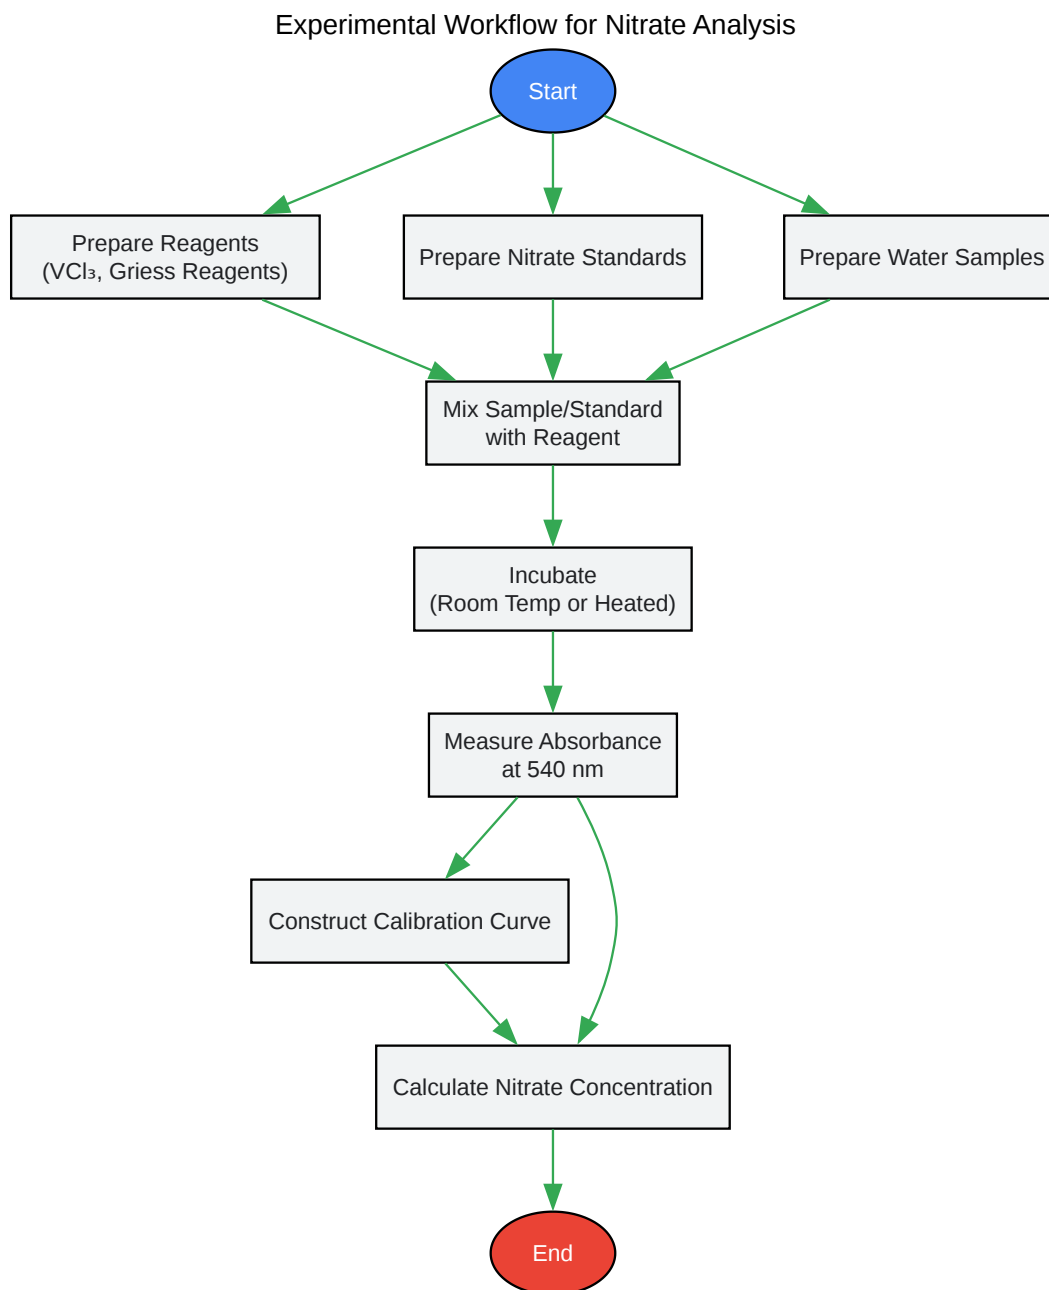 Experimental Workflow for Nitrate Analysis
Start
Prepare Reagents
(VCl₃, Griess Reagents)
Prepare Nitrate Standards
Prepare Water Samples
Mix Sample/Standard
with Reagent
Incubate
(Room Temp or Heated)
Measure Absorbance
at 540 nm
Construct Calibration Curve
Calculate Nitrate Concentration
End